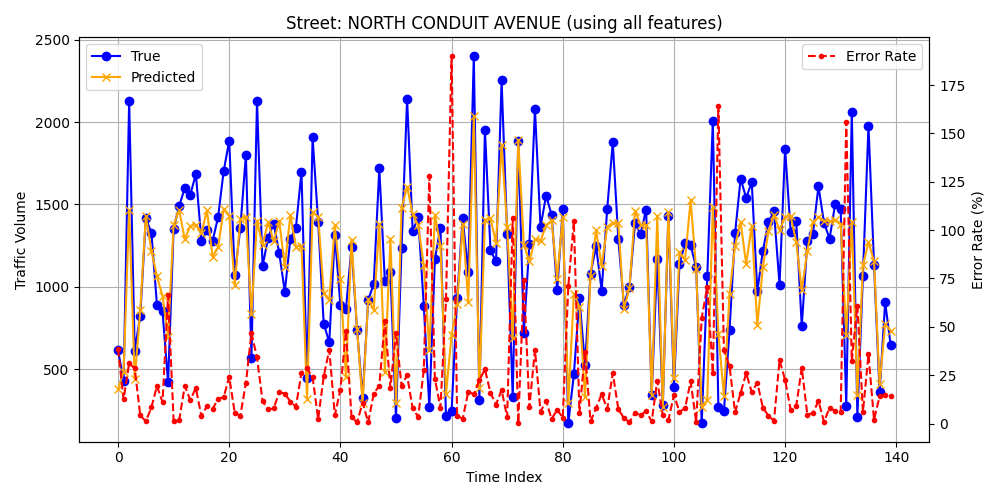 Street: NORTH CONDUIT AVENUE (using all features)
True
Predicted
Error Rate
2500
2000
1500
1000
500
Traffic Volume
175
150
125
100
75
50
25
0
Error Rate (%)
0 20 40 60 80 100 120 140
Time Index